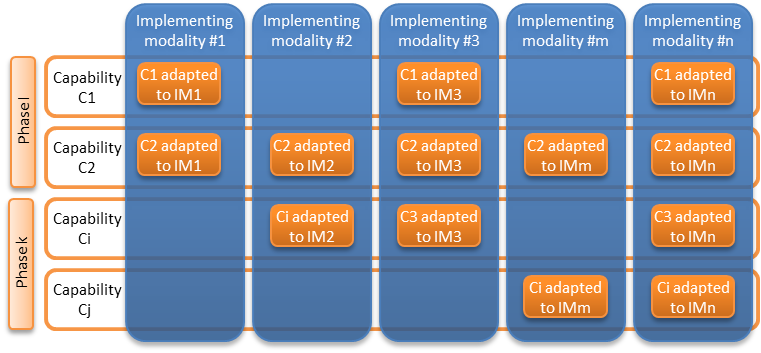 Implementing
modality #1
Implementing
modality #2
Implementing
modality #3
Implementing
modality #m
Implementing
modality #n
PhaseI
Capability
C1
C1 adapted
to IM1
C1 adapted
to IM3
C1 adapted
to IMn
Capability
C2
C2 adapted
to IM1
C2 adapted
to IM2
C2 adapted
to IM3
C2 adapted
to IMm
C2 adapted
to IMn
Phasek
Capability
Ci
Ci adapted
to IM2
C3 adapted
to IM3
C3 adapted
to IMn
Capability
Cj
Ci adapted
to IMm
Ci adapted
to IMn